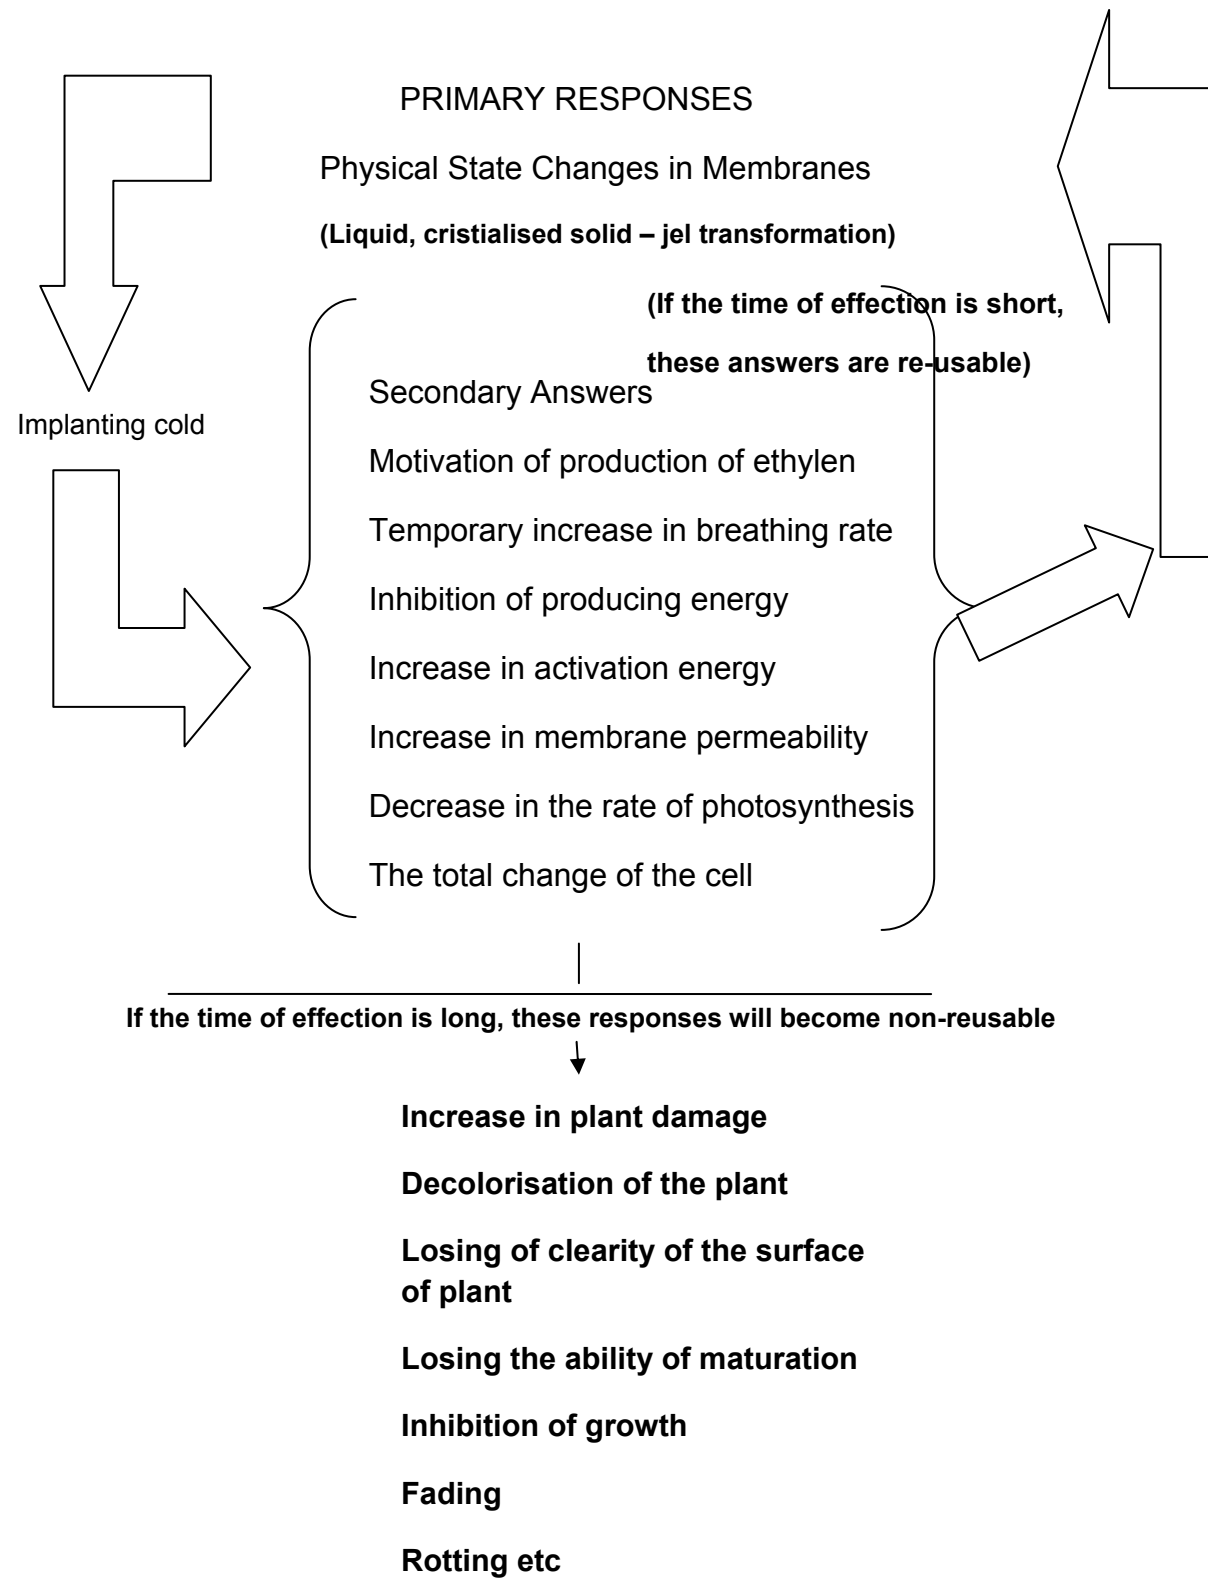 PRIMARY RESPONSES
Physical State Changes in Membranes
(Liquid, cristialised solid – jel transformation)
(If the time of effection is short,
these answers are re-usable)
Secondary Answers
Implanting cold
Motivation of production of ethylen
Temporary increase in breathing rate
Inhibition of producing energy
Increase in activation energy
Increase in membrane permeability
Decrease in the rate of photosynthesis
The total change of the cell
If the time of effection is long, these responses will become non-reusable
Increase in plant damage
Decolorisation of the plant
Losing of clearity of the surface
of plant
Losing the ability of maturation
Inhibition of growth
Fading
Rotting etc